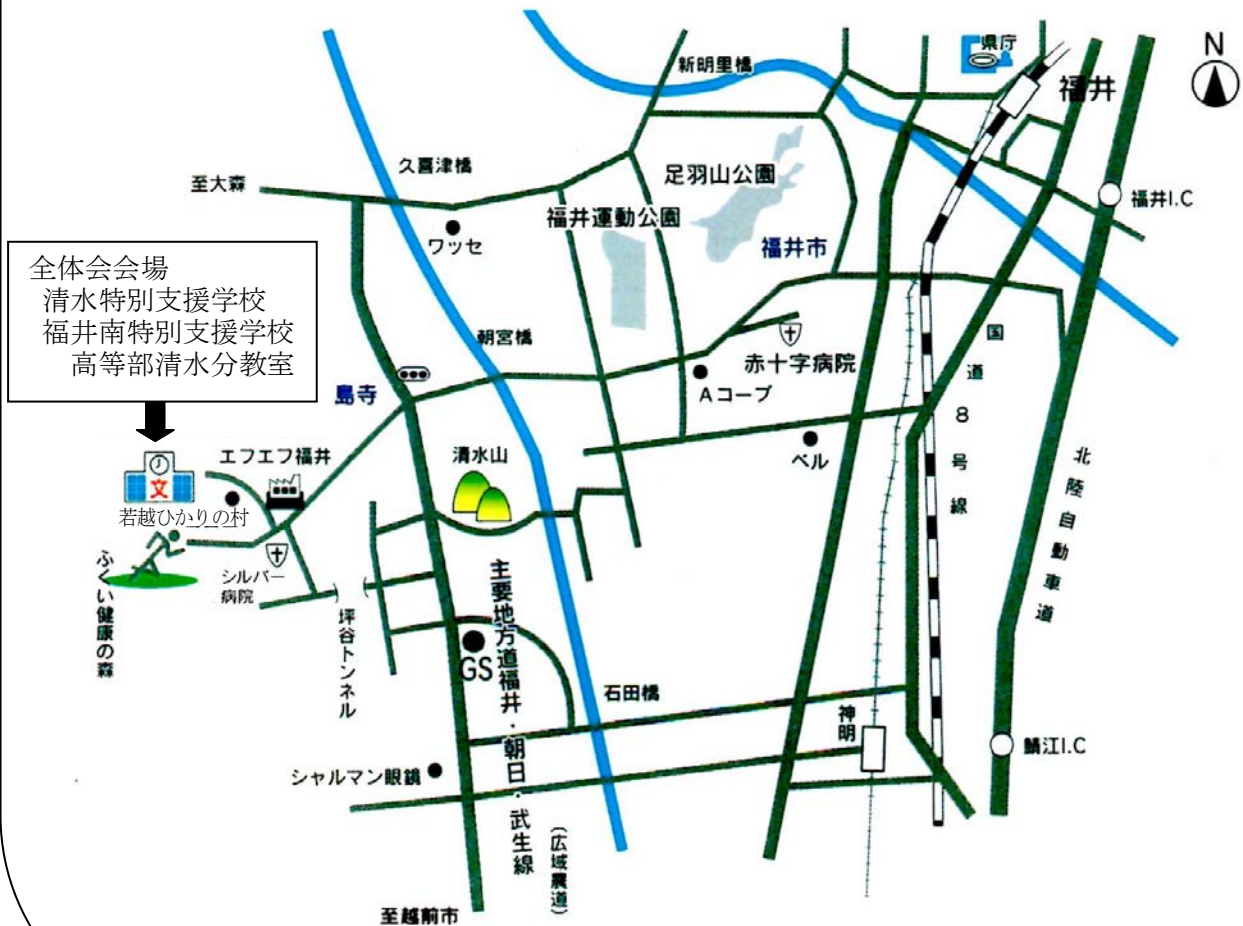 N
県庁
福井
新明里橋
久喜津橋
至大森
足羽山公園
福井I.C
福井運動公園
ワッセ
福井市
全体会会場
清水特別支援学校
福井南特別支援学校
高等部清水分教室
朝宮橋
赤十字病院
国道8号線
島寺
Aコープ
北陸自動車道
エフエフ福井
清水山
ベル
文
若越ひかりの村
シルバー
病院
ふくい健康の森
坪谷トンネル
主要地方道福井・朝日・武生線
GS
石田橋
神明
鯖江I.C
シャルマン眼鏡
(広域農道)
至越前市